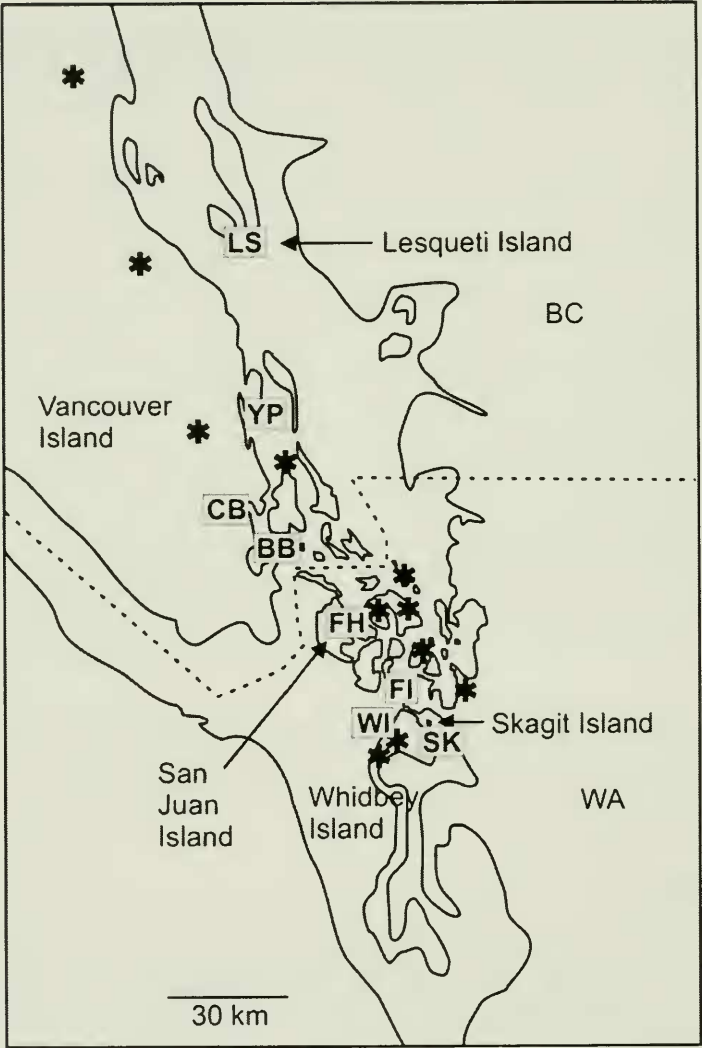 LS
Lesqueti Island
BC
Vancouver
Island
YP
CB
BB
FH
FI
WI
SK
Skagit Island
San
Juan
Island
Whidbey
Island
WA
30 km